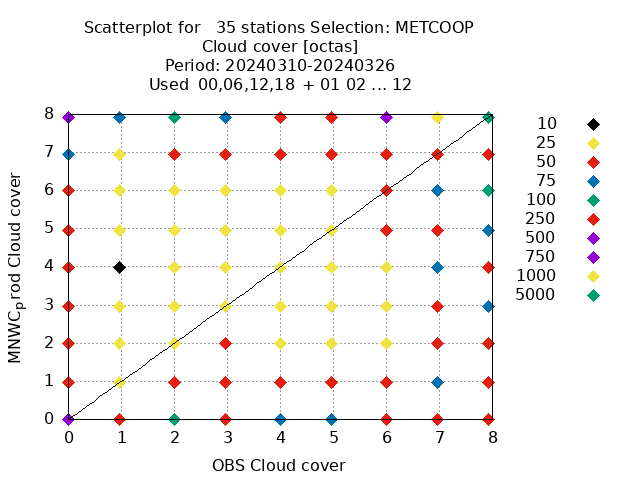 Scatterplot for   35 stations Selection: METCOOP
Cloud cover [octas]
Period: 20240310-20240326
Used  00,06,12,18 + 01 02 ... 12
MNWC_prod Cloud cover
8
7
6
5
4
3
2
1
0
0 1 2 3 4 5 6 7 8
OBS Cloud cover
10
25
50
75
100
250
500
750
1000
5000